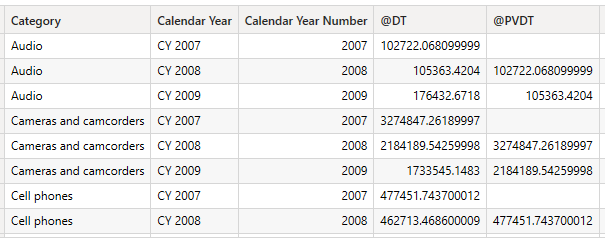 Category Calendar Year Calendar Year Number @DT @PVDT
Audio CY 2007 2007 102722.068099999
Audio CY 2008 2008 105363.4204 102722.068099999
Audio CY 2009 2009 176432.6718 105363.4204
Cameras and camcorders CY 2007 2007 3274847.26189997
Cameras and camcorders CY 2008 2008 2184189.54259998 3274847.26189997
Cameras and camcorders CY 2009 2009 1733545.1483 2184189.54259998
Cell phones CY 2007 2007 477451.743700012
Cell phones CY 2008 2008 462713.468600009 477451.743700012